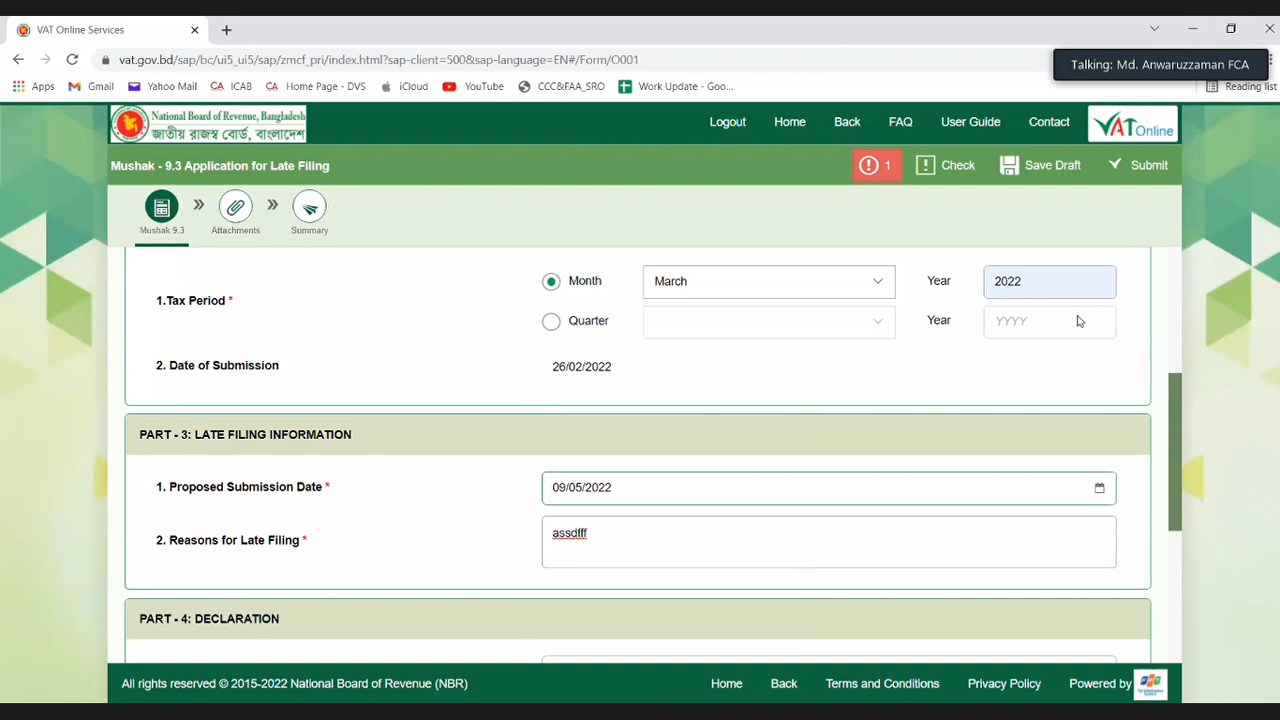 VAT Online Services
vat.gov.bd/sap/bc/ui5_ui5/sap/zmcf_pri/index.html?sap-client=500&sap-language=EN#/Form/O001
Talking: Md. Anwaruzzaman FCA
Apps Gmail Yahoo Mail CA ICAB CA Home Page - DVS iCloud YouTube CCC&FAA_SRO Work Update - Goo... Reading list
National Board of Revenue, Bangladesh
জাতীয় রাজস্ব বোর্ড, বাংলাদেশ
Logout Home Back FAQ User Guide Contact VAT Online
Mushak - 9.3 Application for Late Filing 1 Check Save Draft Submit
Mushak 9.3 Attachments Summary
Month March Year 2022
1.Tax Period *
Quarter Year YYYY
2. Date of Submission 26/02/2022
PART - 3: LATE FILING INFORMATION
1. Proposed Submission Date * 09/05/2022
2. Reasons for Late Filing * assdfff
PART - 4: DECLARATION
All rights reserved © 2015-2022 National Board of Revenue (NBR) Home Back Terms and Conditions Privacy Policy Powered by FPT